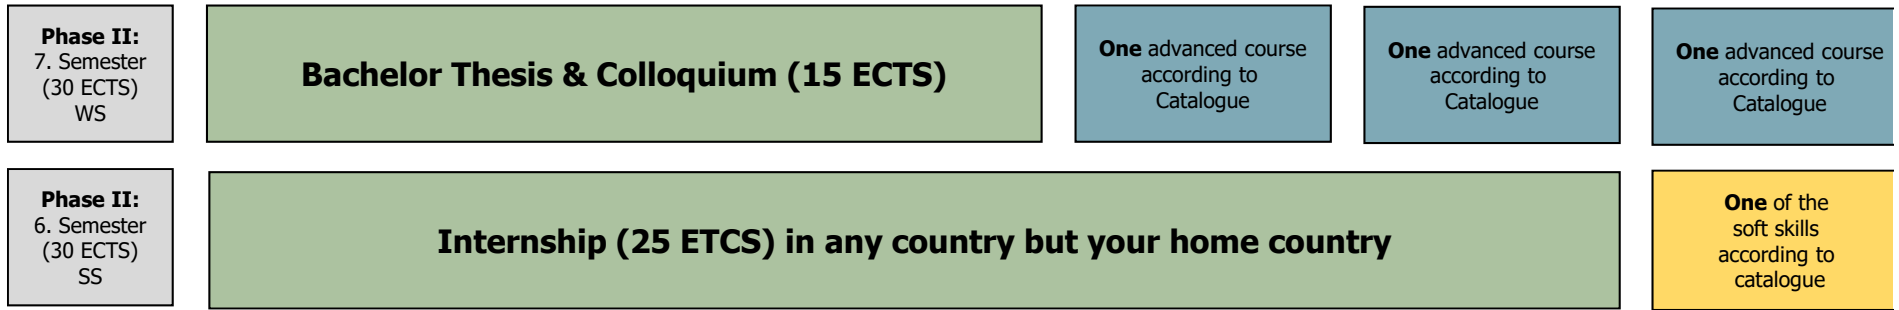 Phase II:
7. Semester
(30 ECTS)
WS
Bachelor Thesis & Colloquium (15 ECTS)
One advanced course
according to
Catalogue
One advanced course
according to
Catalogue
One advanced course
according to
Catalogue
Phase II:
6. Semester
(30 ECTS)
SS
Internship (25 ETCS) in any country but your home country
One of the
soft skills
according to
catalogue